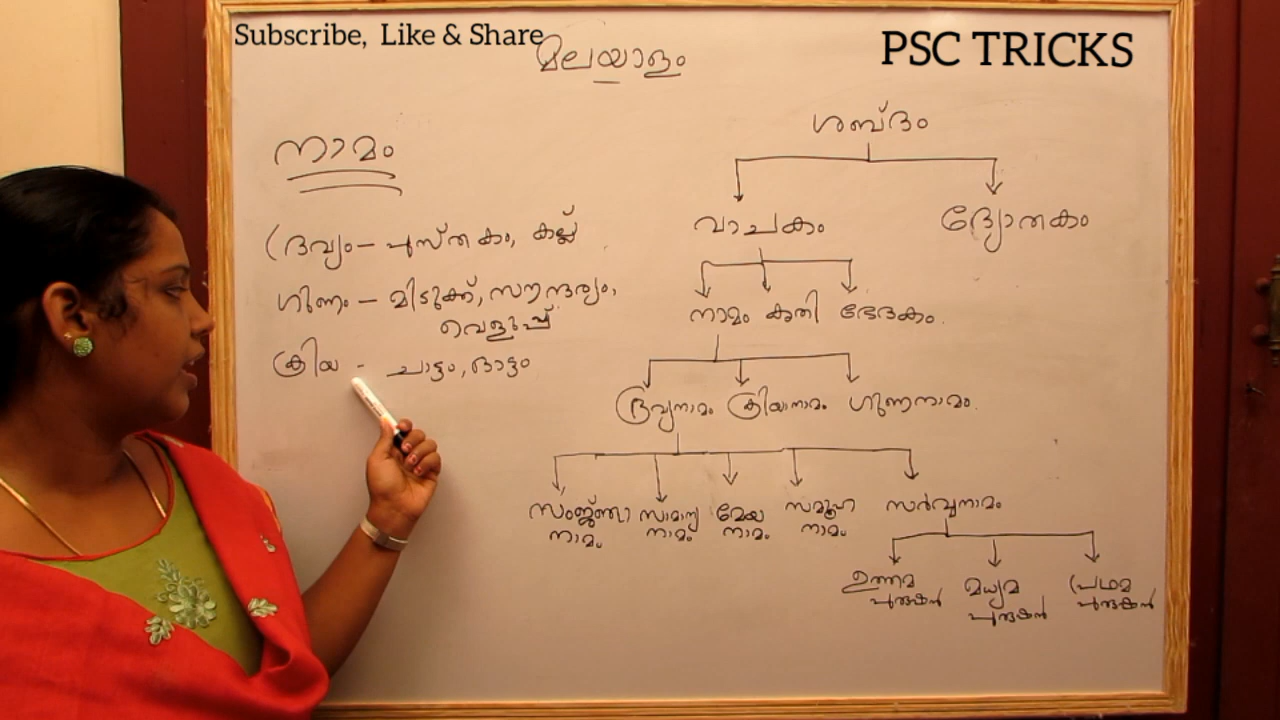 Subscribe, Like & Share
മലയാളം
PSC TRICKS
നാമം
ദ്രവ്യം - പുസ്തകം, കല്ല്
ഗുണം - മിടുക്ക്, സൗന്ദര്യം,
വെളുപ്പ്
ക്രിയ - ചാട്ടം, ഓട്ടം
ശബ്ദം
വാചകം ദ്യോതകം
നാമം കൃതി ഭേദകം.
ദ്രവ്യനാമം ക്രിയാനാമം ഗുണനാമം.
സംജ്ഞാ സാമാന്യ മേയ സമൂഹ സർവ്വനാമം
നാമം നാമം നാമം നാമം
ഉത്തമ മധ്യമ പ്രഥമ
പുരുഷൻ പുരുഷൻ പുരുഷൻ